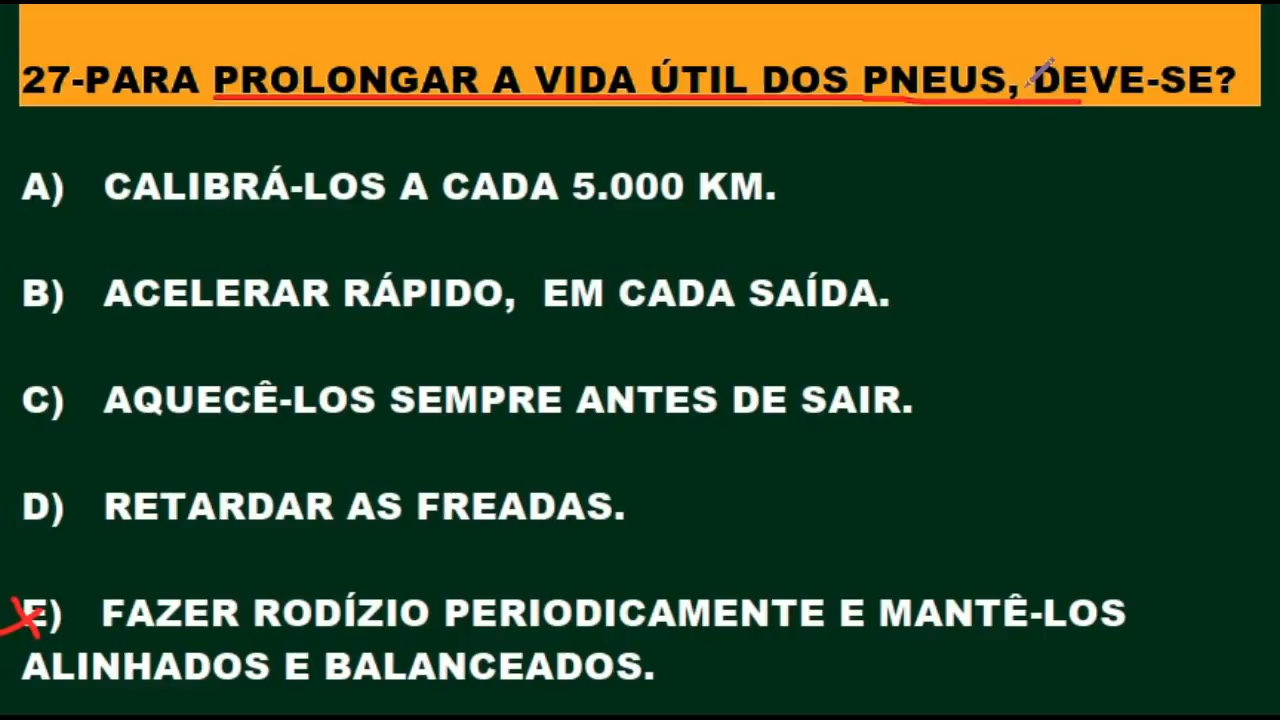 27-PARA PROLONGAR A VIDA ÚTIL DOS PNEUS, DEVE-SE?
A) CALIBRÁ-LOS A CADA 5.000 KM.
B) ACELERAR RÁPIDO, EM CADA SAÍDA.
C) AQUECÊ-LOS SEMPRE ANTES DE SAIR.
D) RETARDAR AS FREADAS.
E) FAZER RODÍZIO PERIODICAMENTE E MANTÊ-LOS
ALINHADOS E BALANCEADOS.